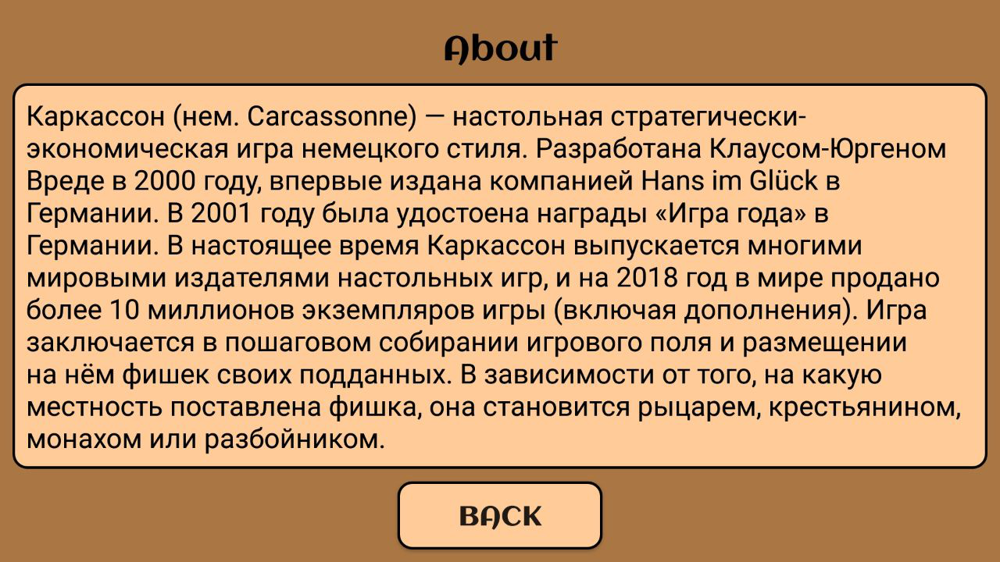 About
Каркассон (нем. Carcassonne) — настольная стратегически-
экономическая игра немецкого стиля. Разработана Клаусом-Юргеном
Вреде в 2000 году, впервые издана компанией Hans im Glück в
Германии. В 2001 году была удостоена награды «Игра года» в
Германии. В настоящее время Каркассон выпускается многими
мировыми издателями настольных игр, и на 2018 год в мире продано
более 10 миллионов экземпляров игры (включая дополнения). Игра
заключается в пошаговом собирании игрового поля и размещении
на нём фишек своих подданных. В зависимости от того, на какую
местность поставлена фишка, она становится рыцарем, крестьянином,
монахом или разбойником.
BACK